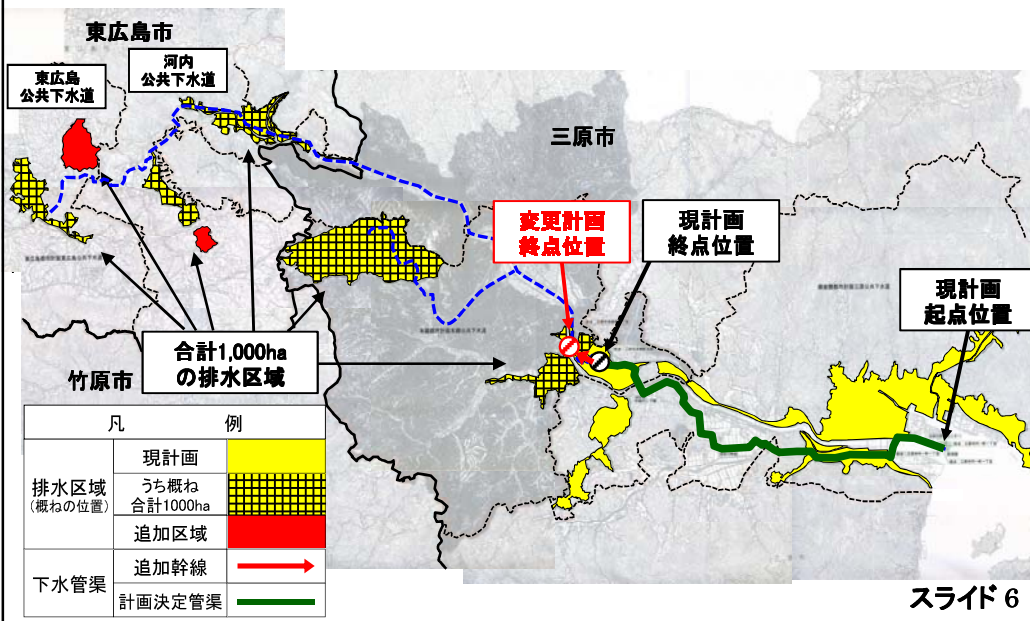 東広島市
東広島
公共下水道
河内
公共下水道
三原市
変更計画
終点位置
現計画
終点位置
現計画
起点位置
合計1,000ha
の排水区域
竹原市
凡 例
排水区域
(概ねの位置)
現計画
うち概ね
合計1000ha
追加区域
下水管渠
追加幹線
計画決定管渠
スライド 6